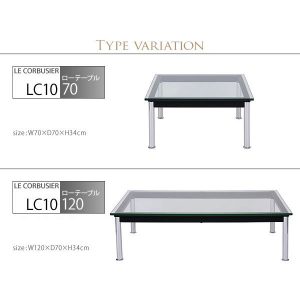 TYPE VARIATION
LE CORBUSIER
LC10
ローテーブル
70
size : W70×D70×H34cm
LE CORBUSIER
LC10
ローテーブル
120
size : W120×D70×H34cm